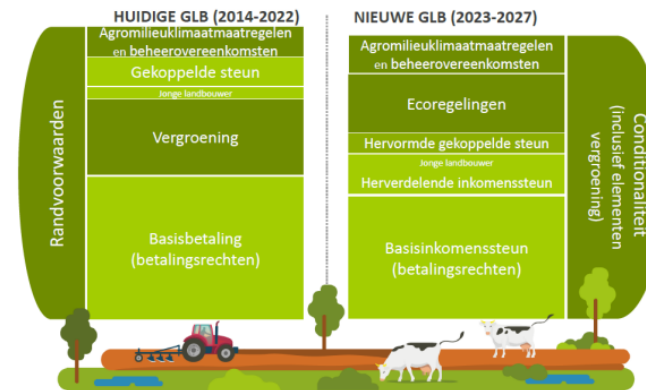 HUIDIGE GLB (2014-2022)
Randvoorwaarden
Agromilieuklimaatmaatregelen
en beheerovereenkomsten
Gekoppelde steun
Jonge landbouwer
Vergroening
Basisbetaling
(betalingsrechten)
NIEUWE GLB (2023-2027)
Agromilieuklimaatmaatregelen
en beheerovereenkomsten
Ecoregelingen
Hervormde gekoppelde steun
Jonge landbouwer
Herverdelende inkomenssteun
Basisinkomenssteun
(betalingsrechten)
Conditionaliteit
(inclusief elementen
vergroening)